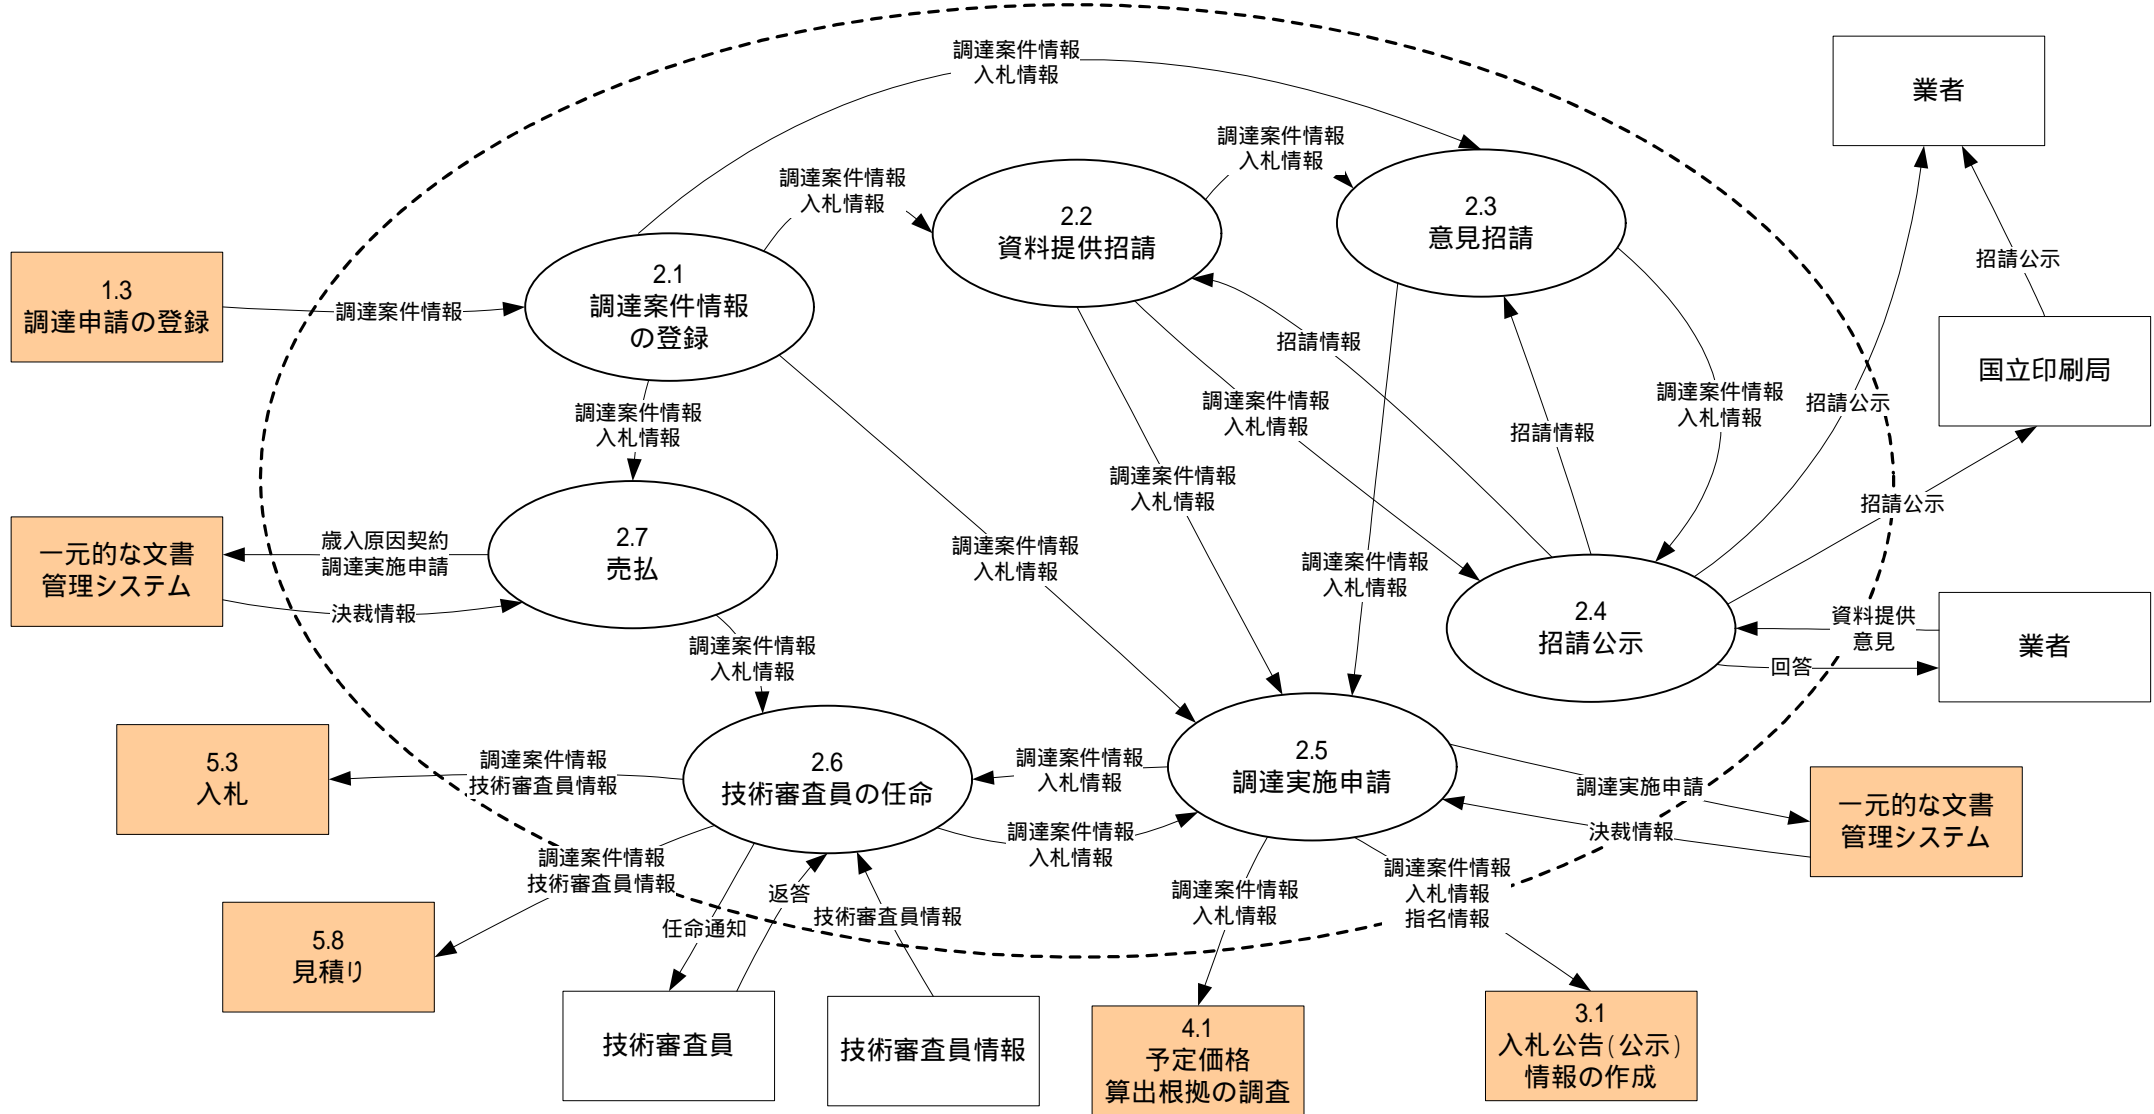 調達案件情報
入札情報
業者
調達案件情報
入札情報
調達案件情報
入札情報
2.2
資料提供招請
2.3
意見招請
招請公示
1.3
調達申請の登録
調達案件情報
2.1
調達案件情報
の登録
招請情報
国立印刷局
調達案件情報
入札情報
調達案件情報
入札情報
招請情報
調達案件情報
入札情報
招請公示
調達案件情報
入札情報
招請公示
一元的な文書
管理システム
歳入原因契約
調達実施申請
決裁情報
2.7
売払
調達案件情報
入札情報
調達案件情報
入札情報
2.4
招請公示
資料提供
意見
回答
業者
調達案件情報
入札情報
5.3
入札
調達案件情報
技術審査員情報
2.6
技術審査員の任命
調達案件情報
入札情報
2.5
調達実施申請
調達実施申請
決裁情報
一元的な文書
管理システム
調達案件情報
入札情報
調達案件情報
技術審査員情報
返答
任命通知
技術審査員情報
調達案件情報
入札情報
調達案件情報
入札情報
指名情報
5.8
見積り
技術審査員
技術審査員情報
4.1
予定価格
算出根拠の調査
3.1
入札公告(公示)
情報の作成